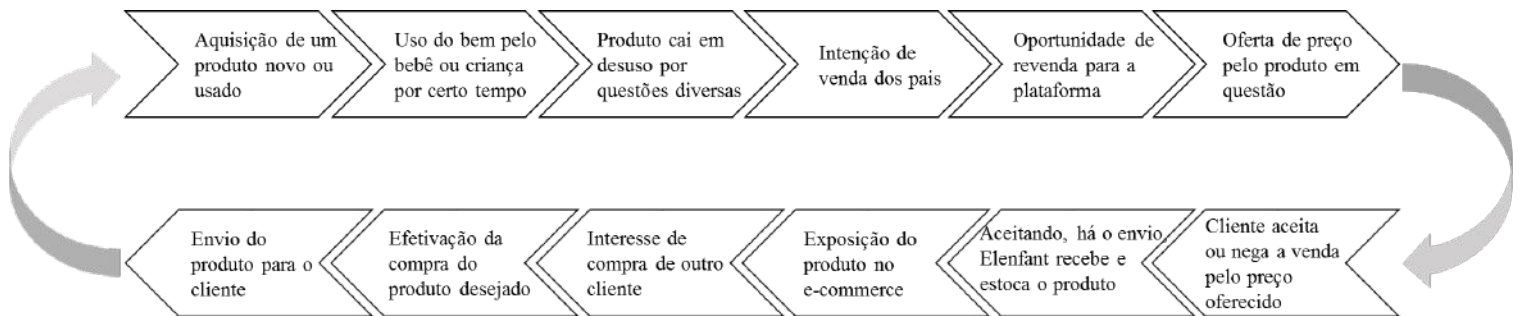 Aquisição de um
produto novo ou
usado
Uso do bem pelo
bebê ou criança
por certo tempo
Produto cai em
desuso por
questões diversas
Intenção de
venda dos pais
Oportunidade de
revenda para a
plataforma
Oferta de preço
pelo produto em
questão
Cliente aceita
ou nega a venda
pelo preço
oferecido
Aceitando, há o envio,
Elenfant recebe e
estoca o produto
Exposição do
produto no
e-commerce
Interesse de
compra de outro
cliente
Efetivação da
compra do
produto desejado
Envio do
produto para o
cliente